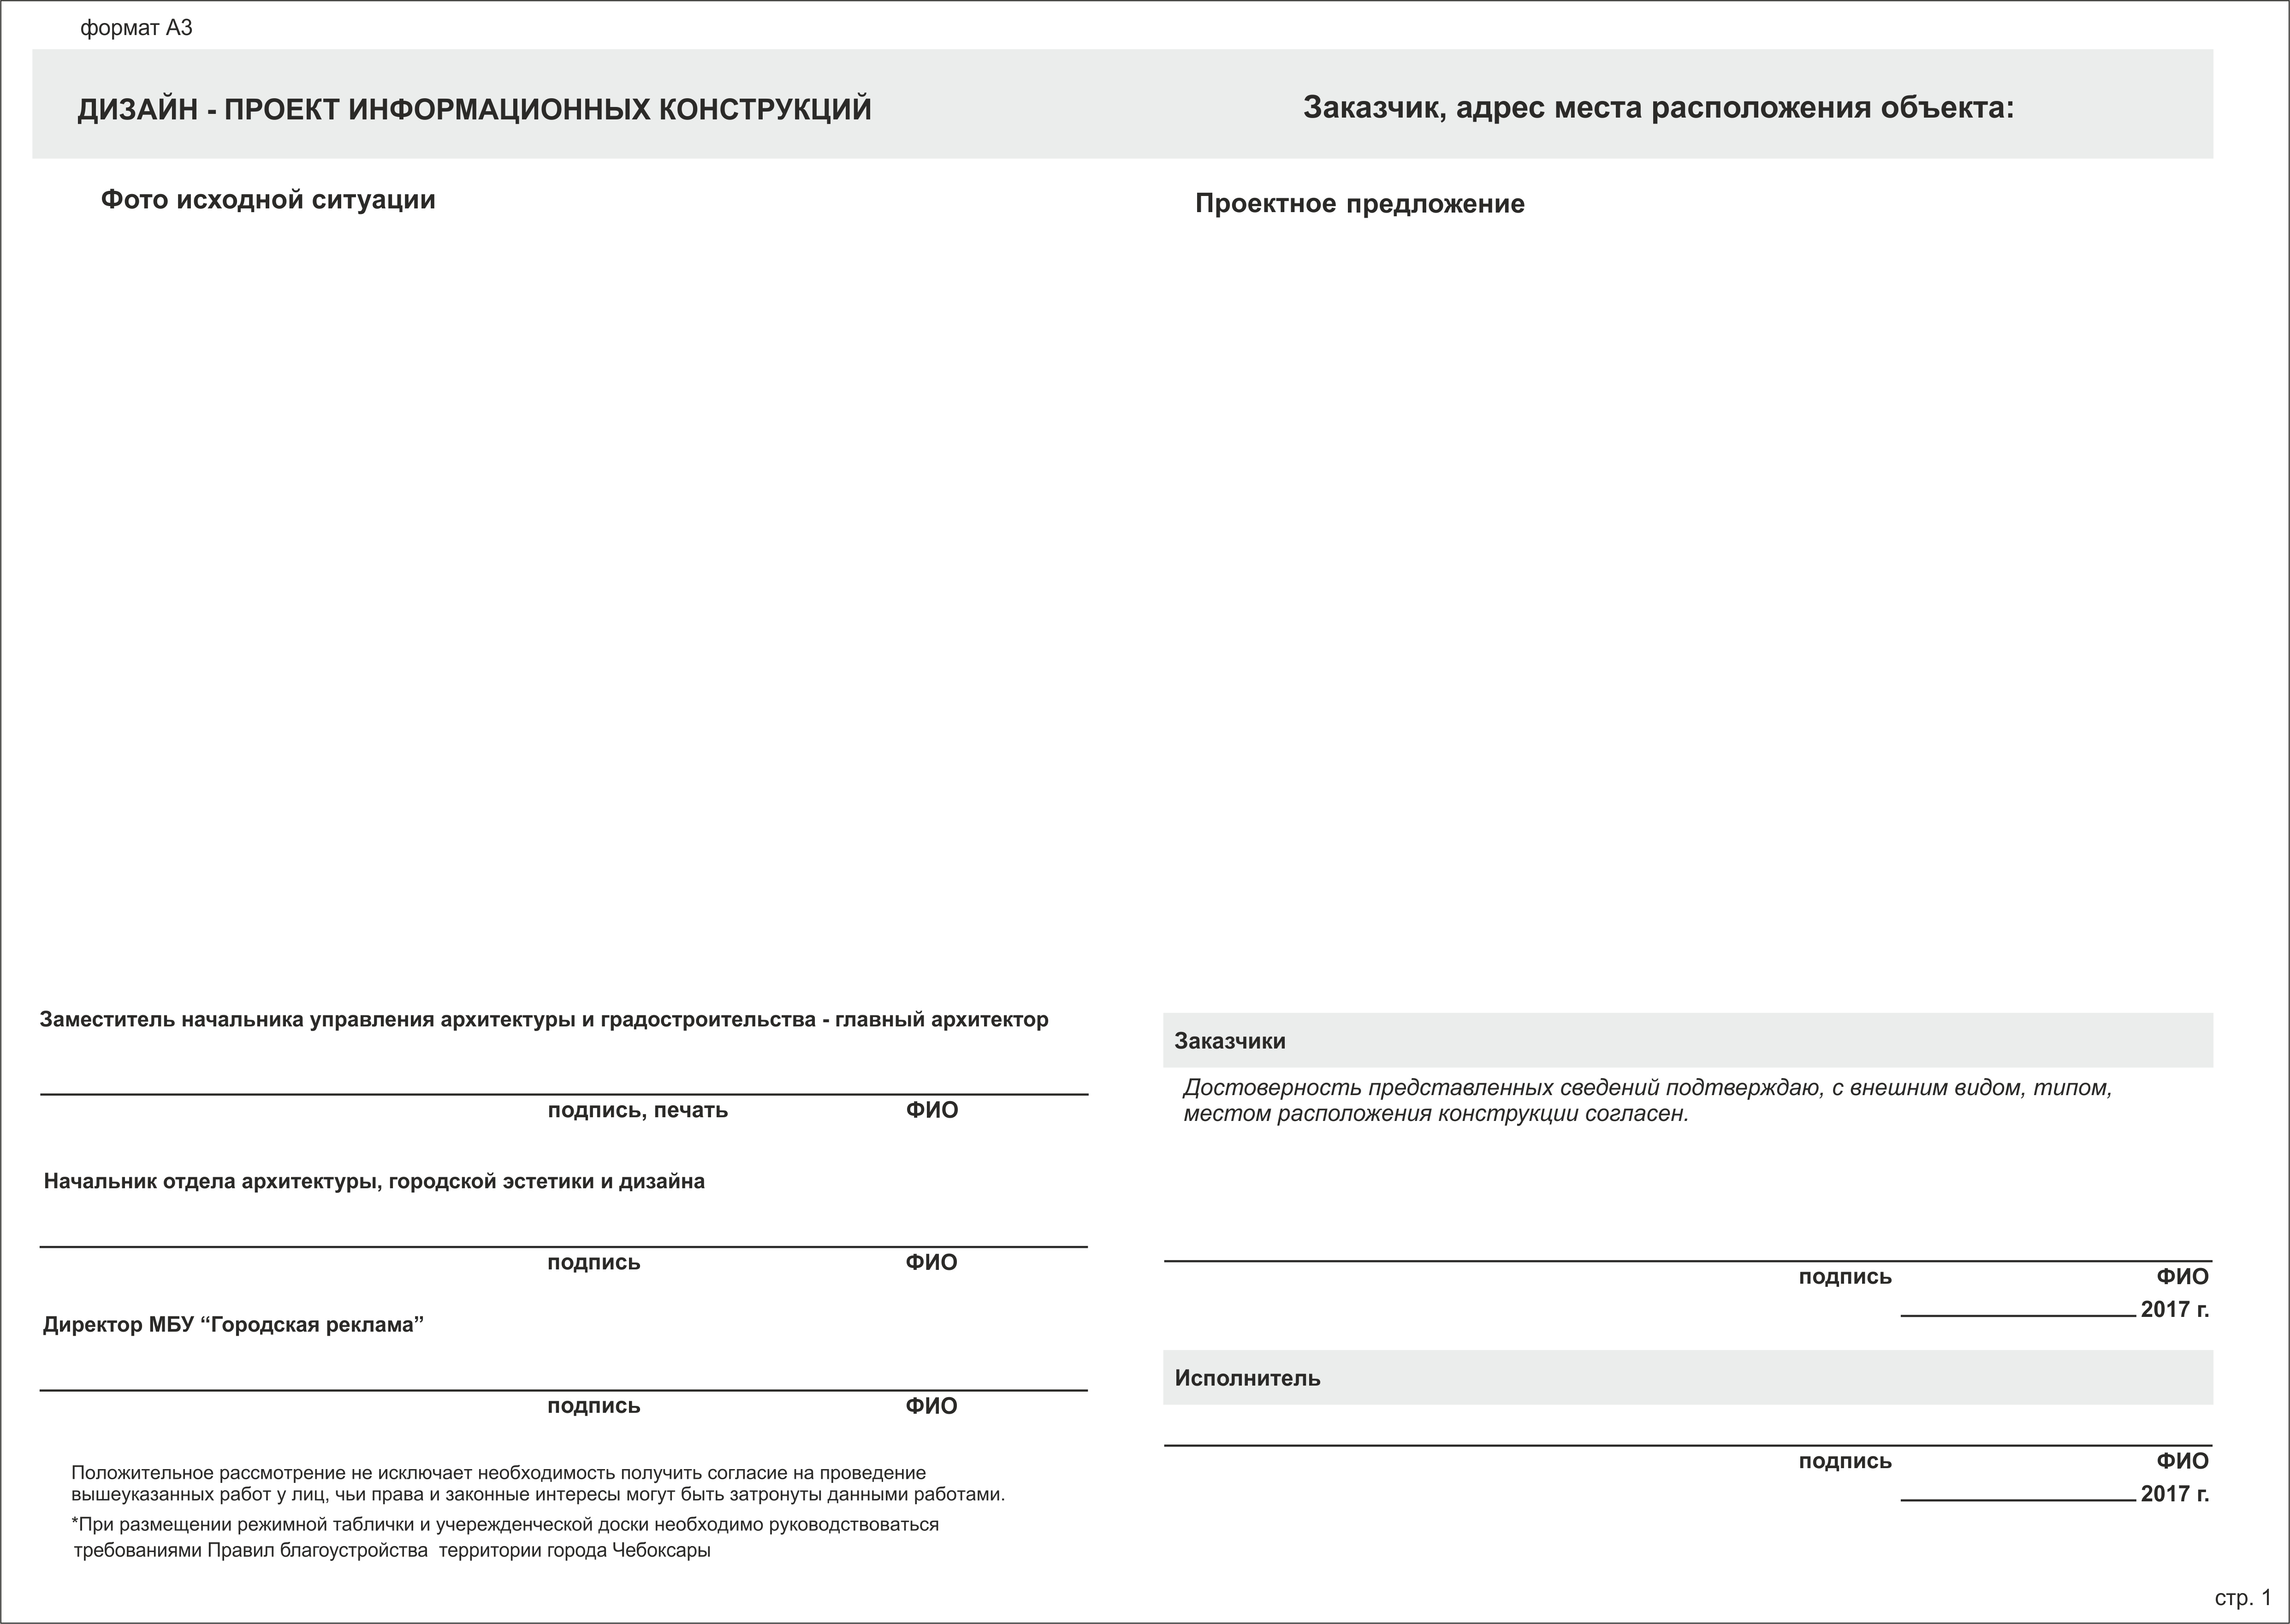 формат А3
ДИЗАЙН - ПРОЕКТ ИНФОРМАЦИОННЫХ КОНСТРУКЦИЙ
Заказчик, адрес места расположения объекта:
Фото исходной ситуации
Проектное предложение
Заместитель начальника управления архитектуры и градостроительства - главный архитектор
подпись, печать ФИО
Начальник отдела архитектуры, городской эстетики и дизайна
подпись ФИО
Директор МБУ “Городская реклама”
подпись ФИО
Положительное рассмотрение не исключает необходимость получить согласие на проведение
вышеуказанных работ у лиц, чьи права и законные интересы могут быть затронуты данными работами.
*При размещении режимной таблички и учережденческой доски необходимо руководствоваться
требованиями Правил благоустройства территории города Чебоксары
Заказчики
Достоверность представленных сведений подтверждаю, с внешним видом, типом,
местом расположения конструкции согласен.
подпись ФИО
2017 г.
Исполнитель
подпись ФИО
2017 г.
стр. 1